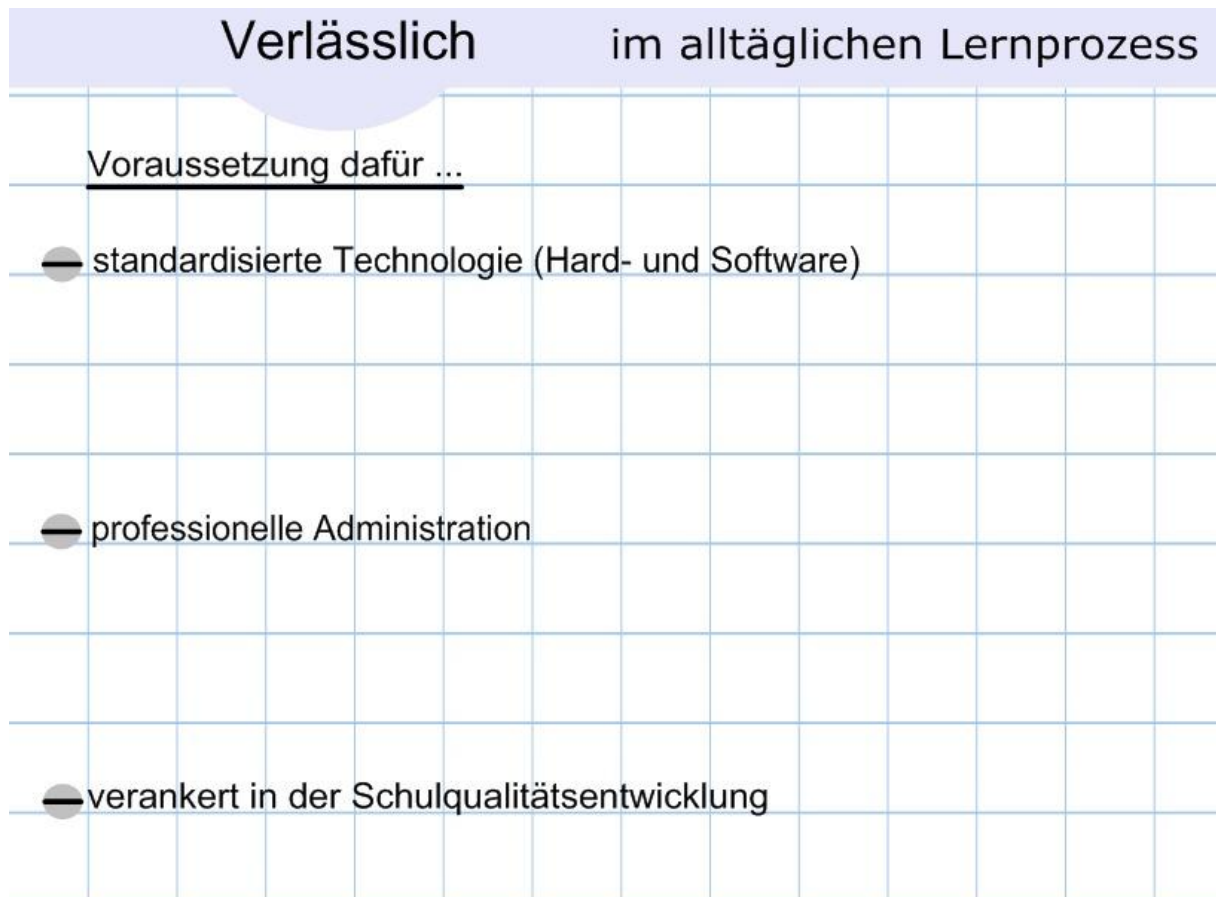 Verlässlich im alltäglichen Lernprozess
Voraussetzung dafür ...
standardisierte Technologie (Hard- und Software)
professionelle Administration
verankert in der Schulqualitätsentwicklung